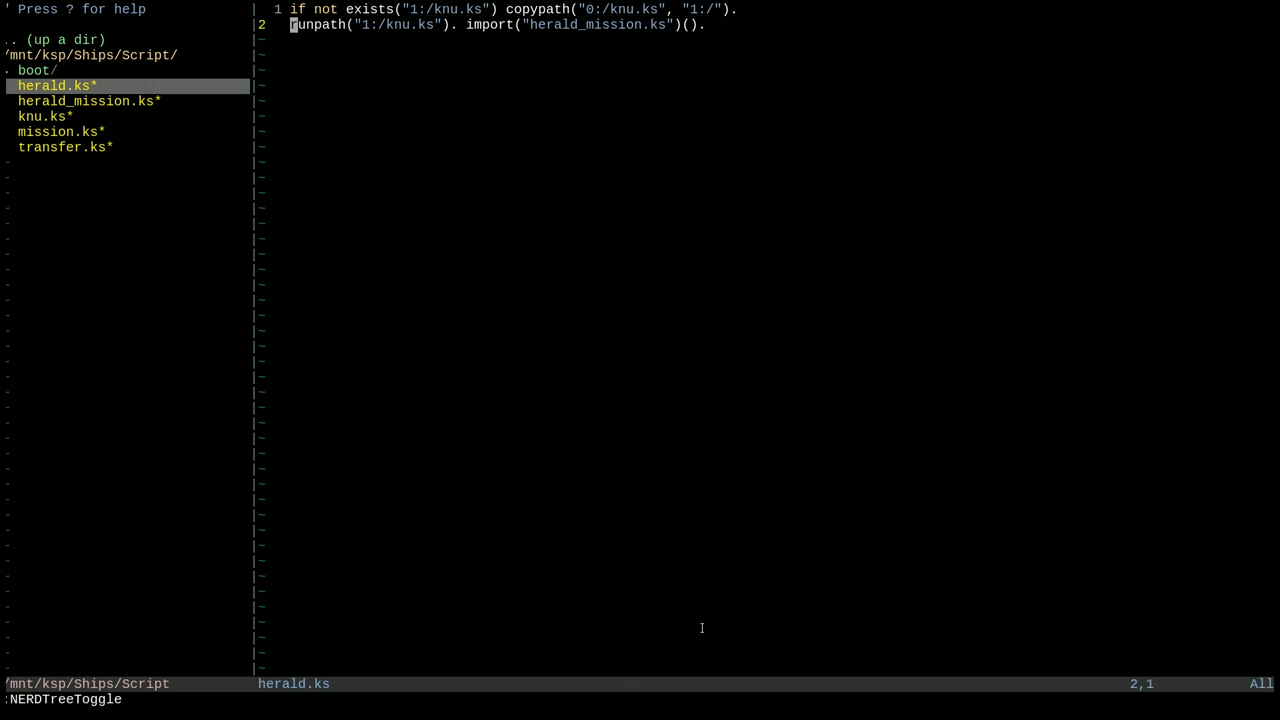 " Press ? for help
.. (up a dir)
/mnt/ksp/Ships/Script/
boot/
herald.ks*
herald_mission.ks*
knu.ks*
mission.ks*
transfer.ks*
1 if not exists("1:/knu.ks") copypath("0:/knu.ks", "1:/").
2 runpath("1:/knu.ks"). import("herald_mission.ks")().
/mnt/ksp/Ships/Script herald.ks 2,1 All
:NERDTreeToggle